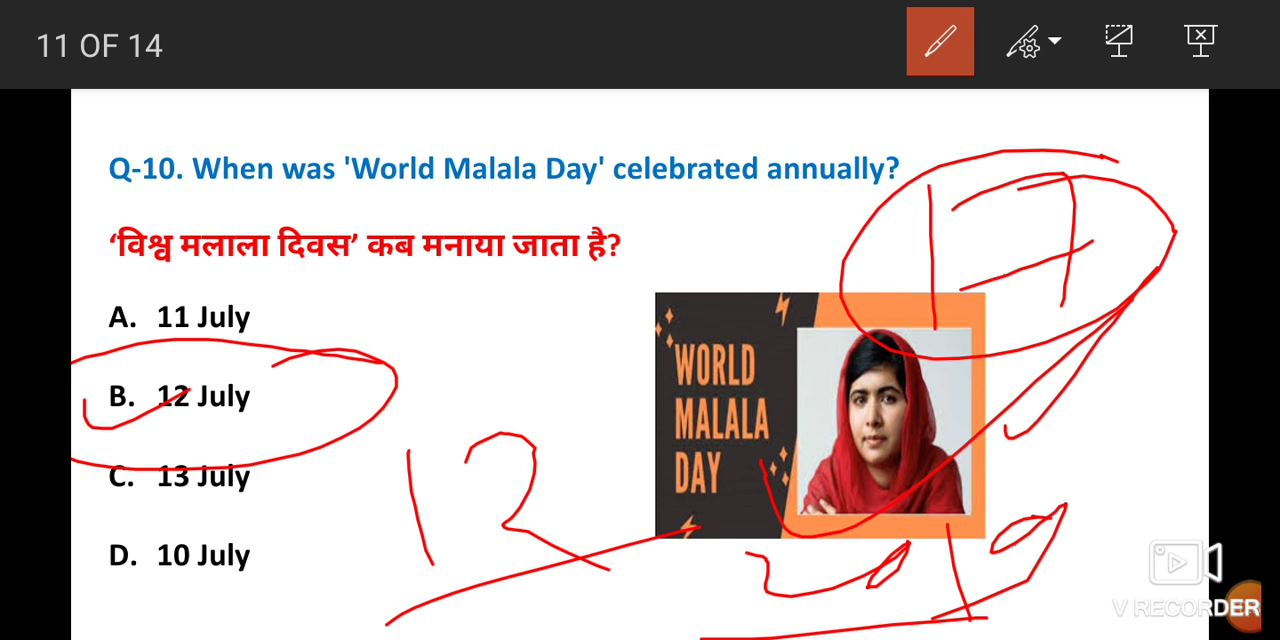 11 OF 14
Q-10. When was 'World Malala Day' celebrated annually?
‘विश्व मलाला दिवस’ कब मनाया जाता है?
A. 11 July
B. 12 July
C. 13 July
D. 10 July
WORLD
MALALA
DAY
17
12
2019
V RECORDER